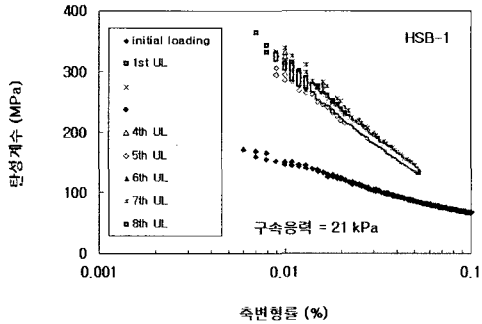 400
300
200
100
0
탄성계수 (MPa)
initial loading
1st UL
4th UL
5th UL
6th UL
7th UL
8th UL
HSB-1
구속응력 = 21 kPa
0.001
0.01
0.1
축변형률 (%)